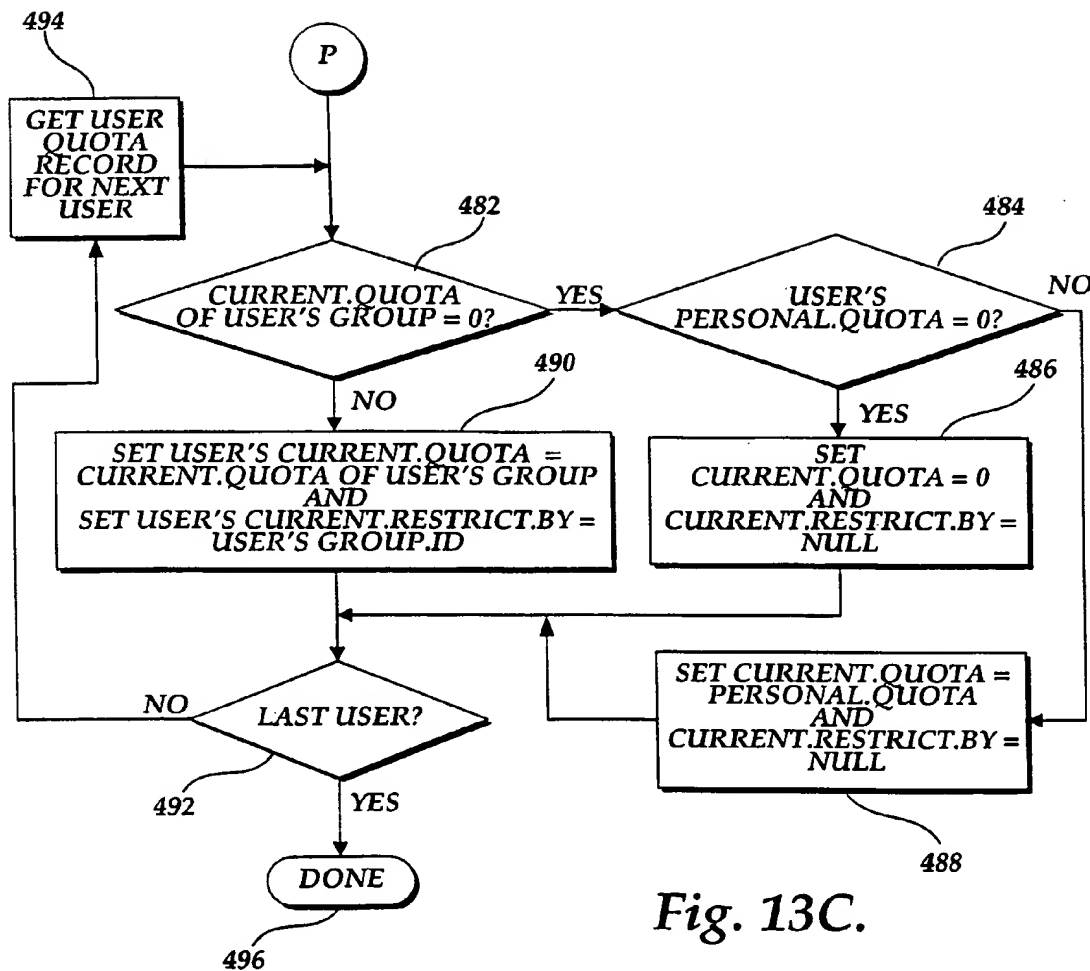 494
P
GET USER
QUOTA
RECORD
FOR NEXT
USER
482
484
CURRENT.QUOTA
OF USER'S GROUP = 0?
YES
USER'S
PERSONAL.QUOTA = 0?
NO
490
NO
486
YES
SET USER'S CURRENT.QUOTA =
CURRENT.QUOTA OF USER'S GROUP
AND
SET USER'S CURRENT.RESTRICT.BY =
USER'S GROUP.ID
SET
CURRENT.QUOTA = 0
AND
CURRENT.RESTRICT.BY =
NULL
NO
LAST USER?
SET CURRENT.QUOTA =
PERSONAL.QUOTA
AND
CURRENT.RESTRICT.BY =
NULL
492
YES
488
DONE
496
Fig. 13C.